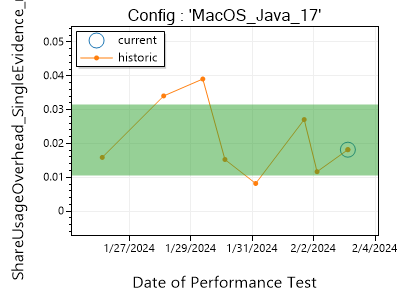 Config : 'MacOS_Java_17'
ShareUsageOverhead_SingleEvidence_
current
historic
0.05
0.04
0.03
0.02
0.01
0
1/27/2024
1/29/2024
1/31/2024
2/2/2024
2/4/2024
Date of Performance Test